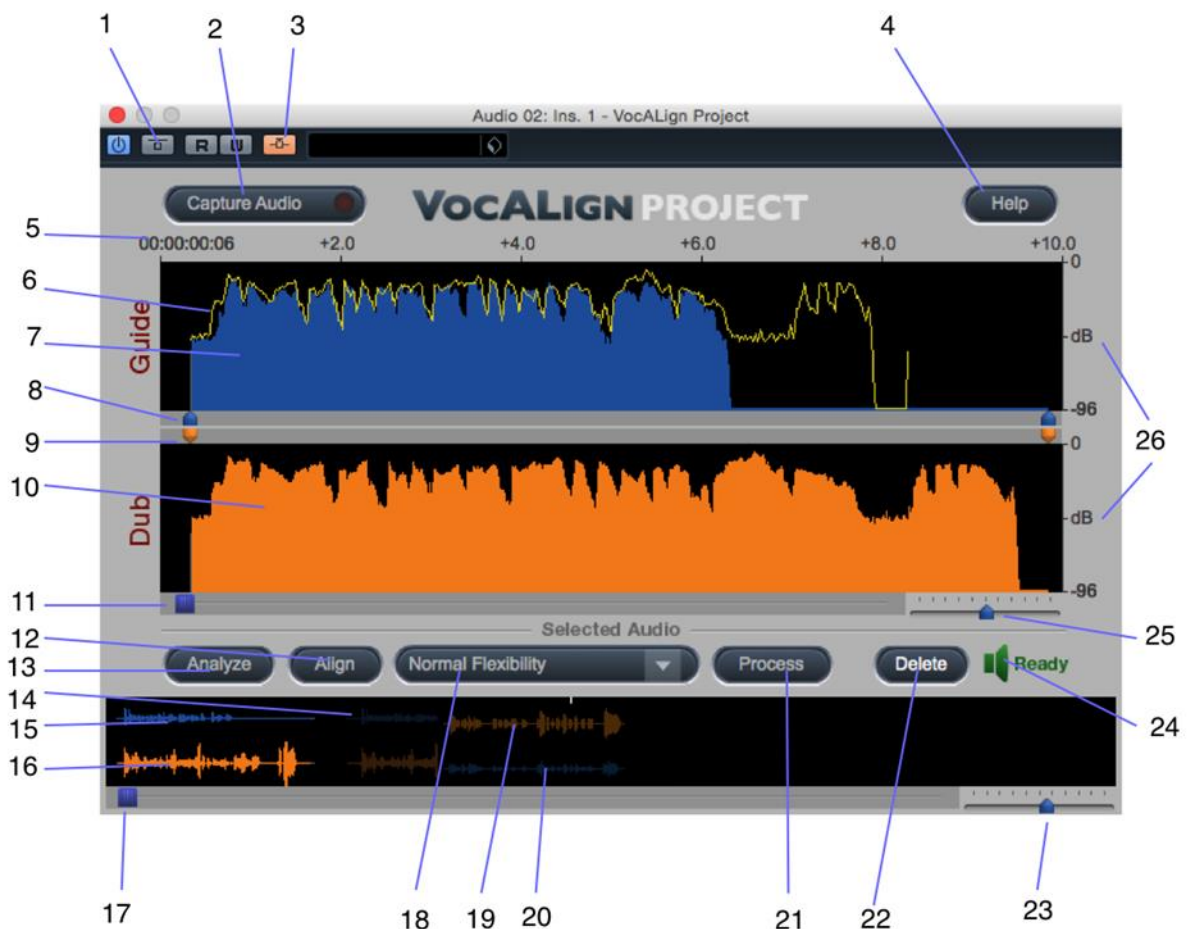 1
2
3
4
Audio 02: Ins. 1 - VocALign Project
R W
Capture Audio
VOCALIGN PROJECT
Help
5
00:00:00:06 +2.0 +4.0 +6.0 +8.0 +10.0
0
6
Guide
dB
7
8
-96
9
0
26
10
Dub
dB
11
-96
25
12
Selected Audio
13
Analyze
Align
Normal Flexibility
Process
Delete
Ready
14
15
24
16
17
18
19
20
21
22
23